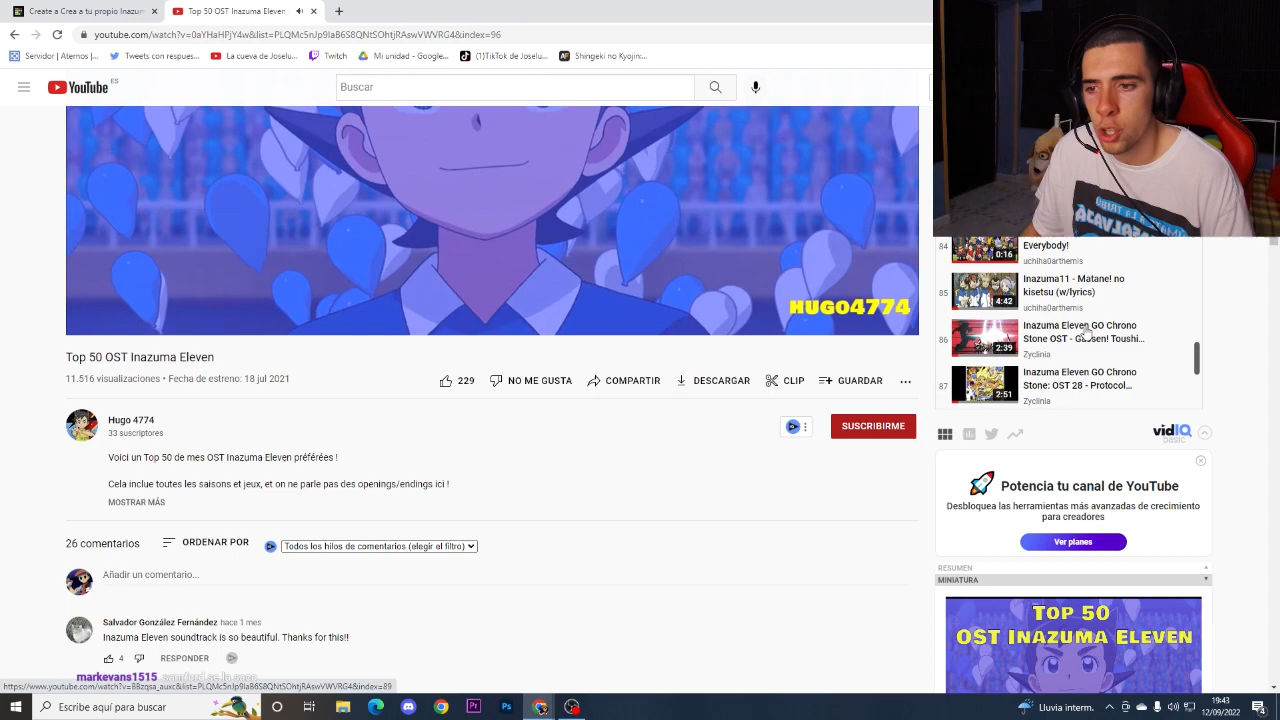 Create a Cinematic Animat
Top 50 OST Inazuma Eleven
youtube.com/watch?v=0aYHaHPjY4w&list=PLQMc5nJp9IaB6S8QNtSOhtjRAswVWVRG4&index=96
Servidor | Aternos |...
Tweets con respues...
La cueva de Joselu...
Mi unidad - Google...
(1)TikTok de Joselu...
Shingeki no Kyojin:...
YouTube ES
Buscar
HUGO4774
Top 50 OST Inazuma Eleven
11.516 visualizaciones • Fecha de estreno: 18 jul 2021
229
NO ME GUSTA
COMPARTIR
DESCARGAR
CLIP
GUARDAR
Hugo 4774
33 suscriptores
SUSCRIBIRME
Voici un Top 50 de mes OST Inazuma Eleven préférées !
Cela inclue toutes les saisons et jeux, et on ne parle pas des openings/endings ici !
MOSTRAR MÁS
26 comentarios
ORDENAR POR
Todos los hilos de comentarios (elegir el filtro)
Añadir un comentario...
Salvador González Fernández hace 1 mes
Inazuma Eleven soundtrack is so beautiful. Thanks for this!!
4
RESPONDER
markevans1515
84
Everybody!
0:16
uchiha0arthemis
85
Inazuma11 - Matane! no
kisetsu (w/lyrics)
4:42
uchiha0arthemis
86
Inazuma Eleven GO Chrono
Stone OST - Toushi...
2:39
Zyclinia
87
Inazuma Eleven GO Chrono
Stone: OST 28 - Protocol...
2:51
Zyclinia
vidIQ
basic
Potencia tu canal de YouTube
Desbloquea las herramientas más avanzadas de crecimiento
para creadores
Ver planes
RESUMEN
MINIATURA
TOP 50
OST INAZUMA ELEVEN
Escribe aquí para buscar
19:43
12/09/2022